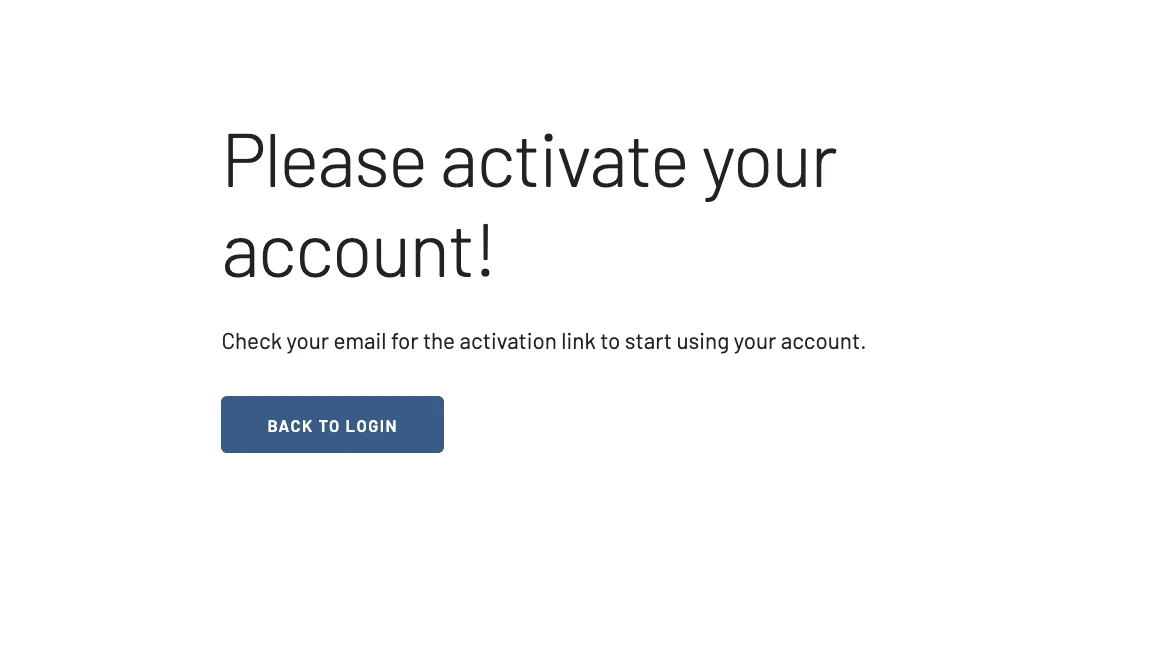 Please activate your
account!
Check your email for the activation link to start using your account.
BACK TO LOGIN